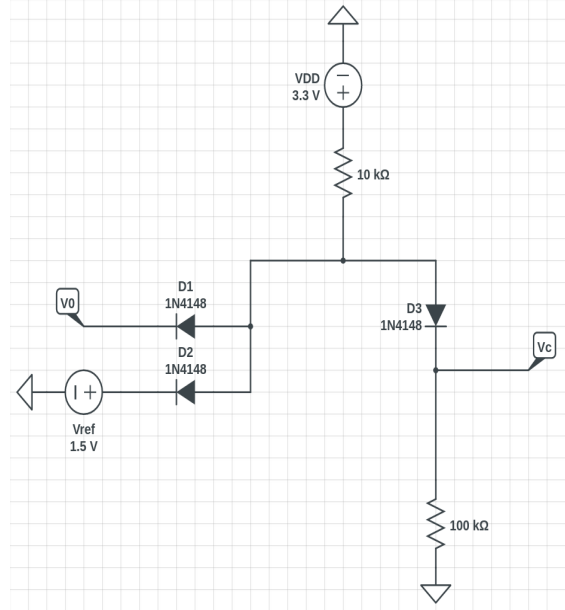 VDD
3.3 V
10 kΩ
D1
1N4148
V0
D2
1N4148
D3
1N4148
Vc
Vref
1.5 V
100 kΩ